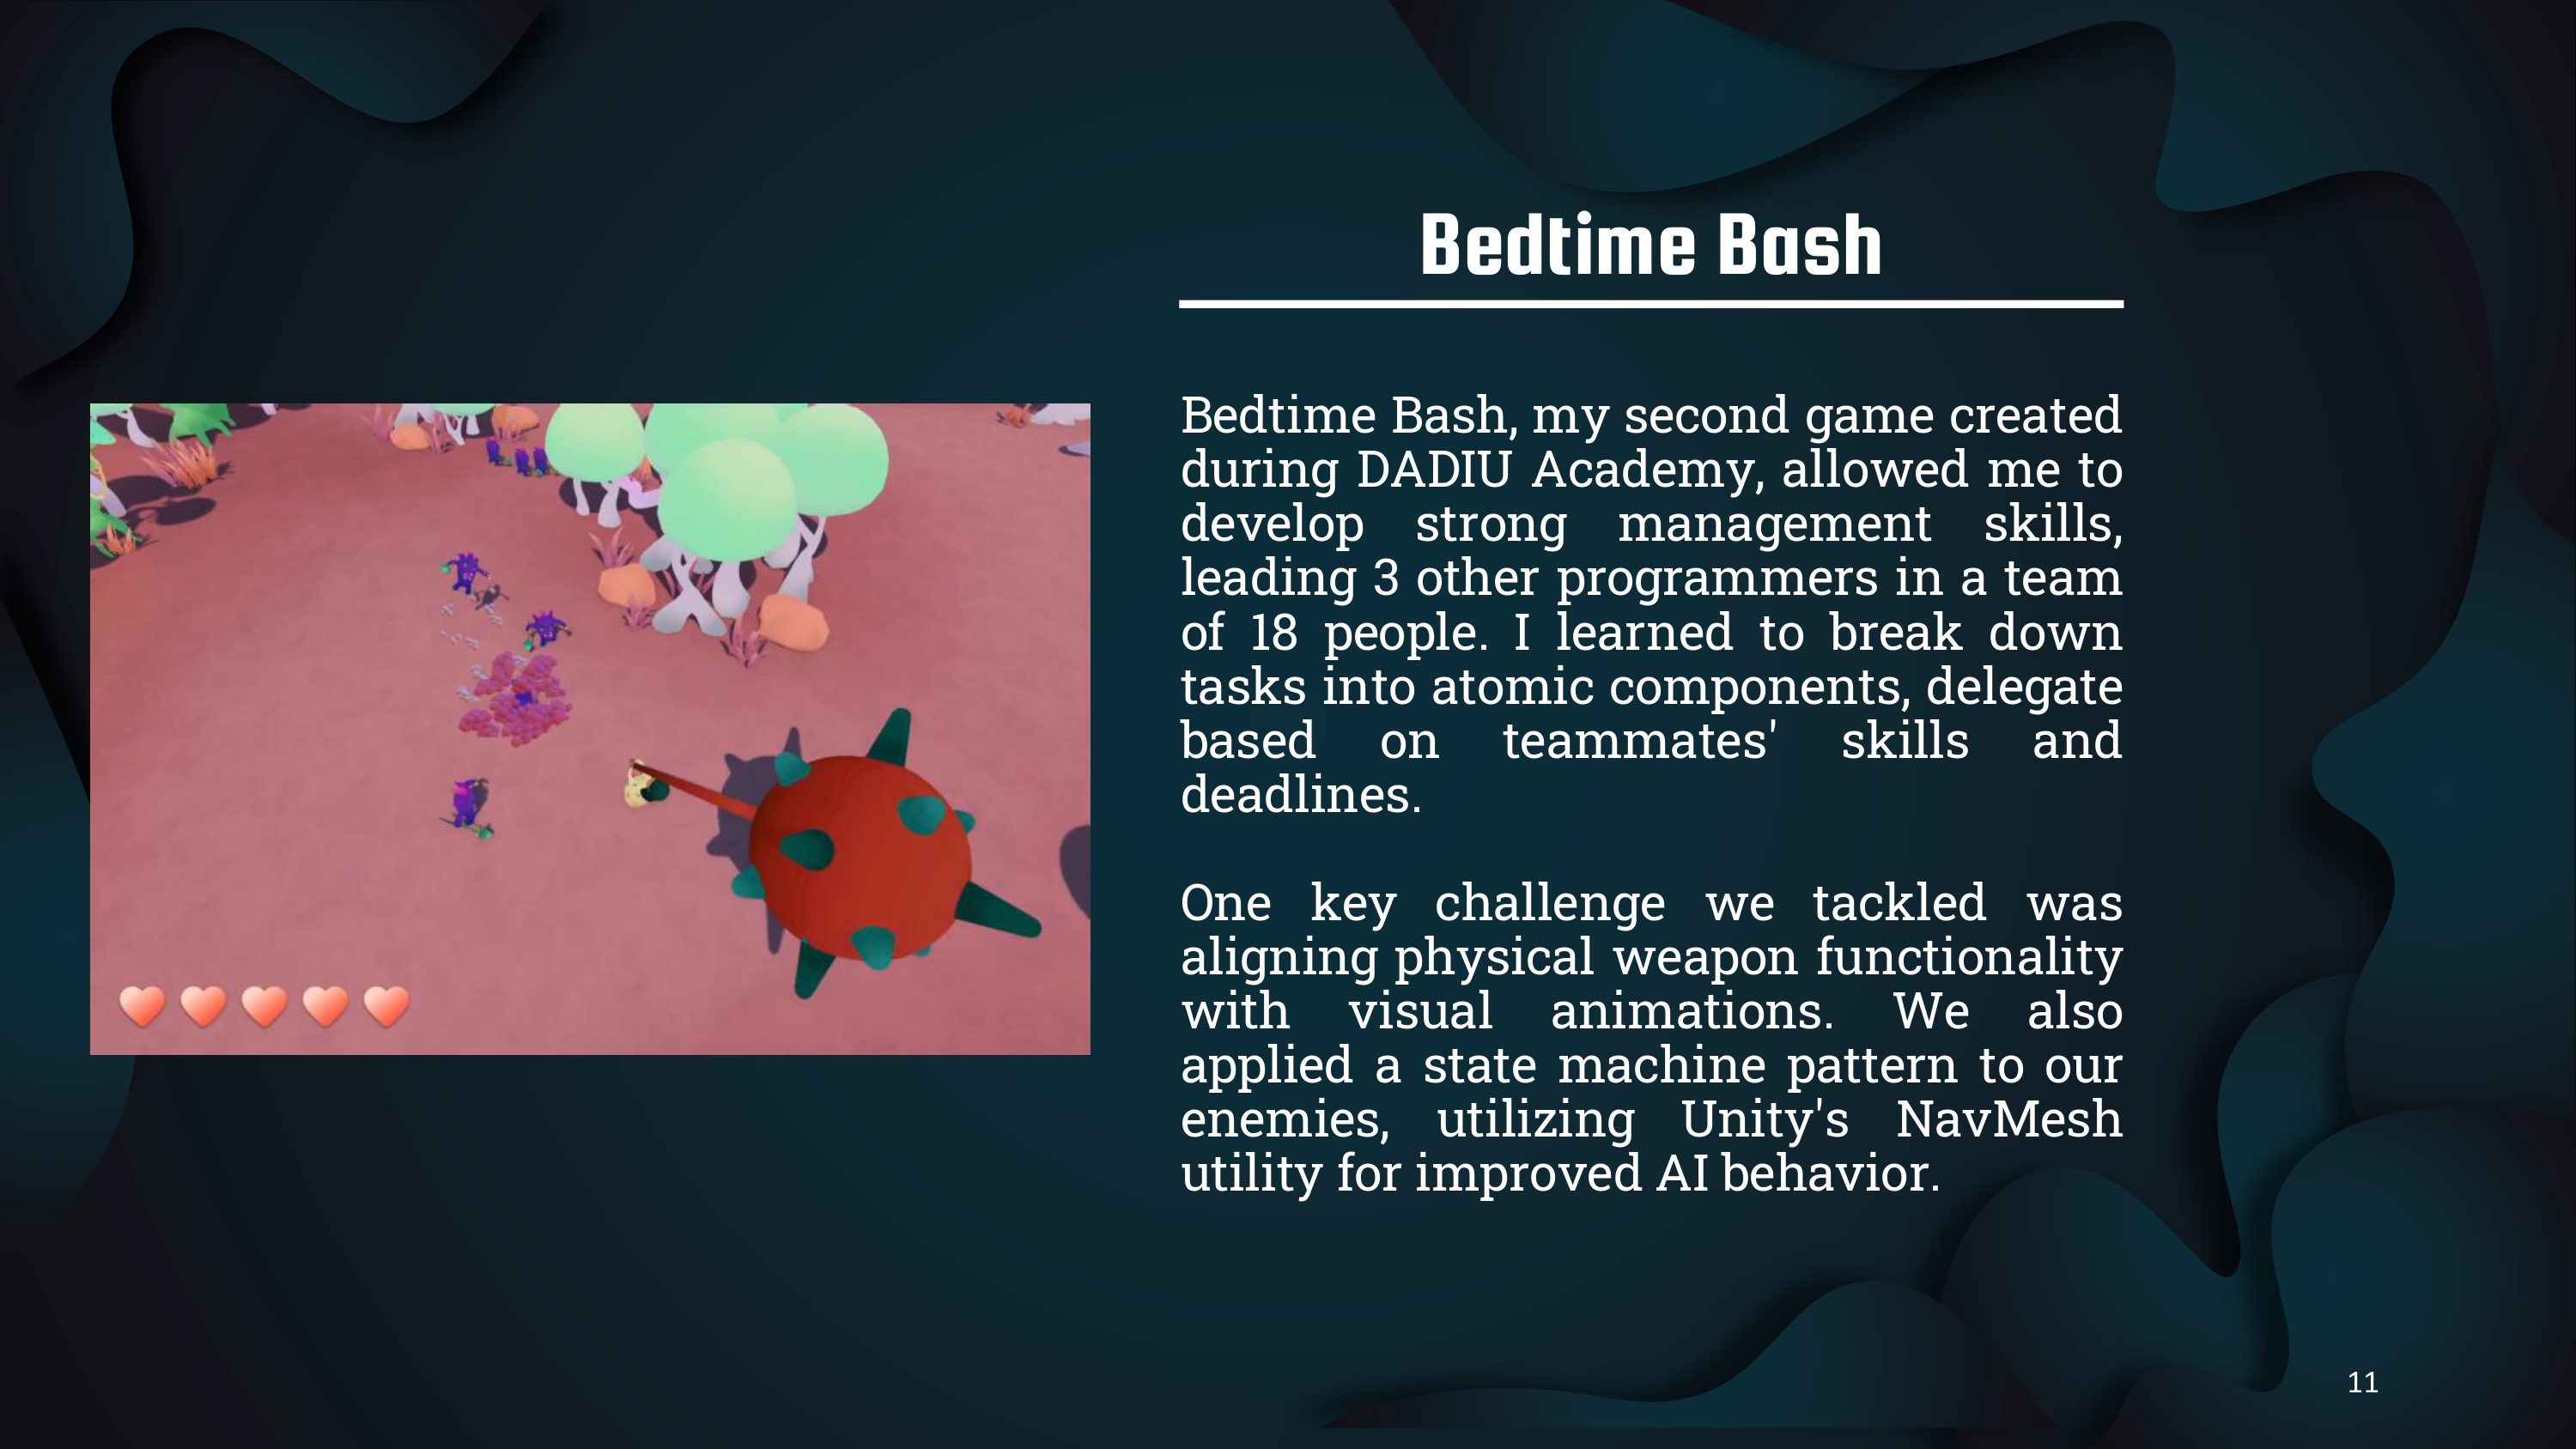 Bedtime Bash
Bedtime Bash, my second game created
during DADIU Academy, allowed me to
develop strong management skills,
leading 3 other programmers in a team
of 18 people. I learned to break down
tasks into atomic components, delegate
based on teammates' skills and
deadlines.
One key challenge we tackled was
aligning physical weapon functionality
with visual animations. We also
applied a state machine pattern to our
enemies, utilizing Unity's NavMesh
utility for improved AI behavior.
11